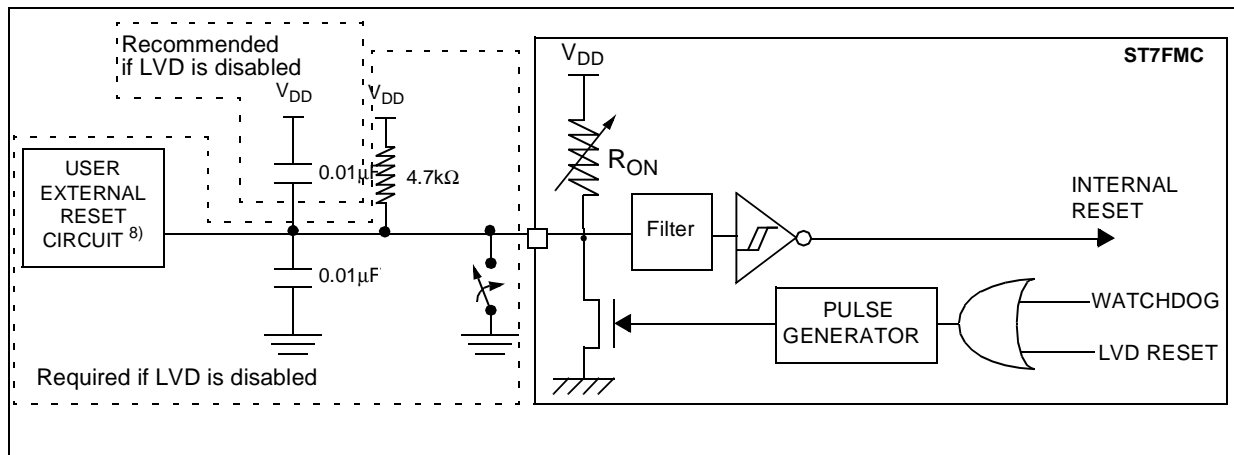 Recommended
if LVD is disabled
VDD
VDD
0.01μF
4.7kΩ
USER
EXTERNAL
RESET
CIRCUIT 8)
0.01μF
Required if LVD is disabled
VDD
ST7FMC
RON
Filter
INTERNAL
RESET
PULSE
GENERATOR
WATCHDOG
LVD RESET